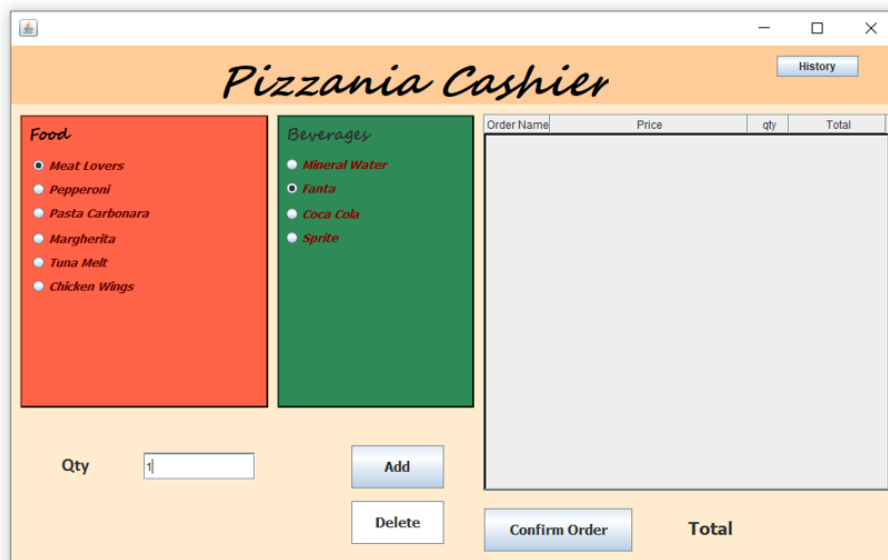 Pizzania Cashier
History
Food
Meat Lovers
Pepperoni
Pasta Carbonara
Margherita
Tuna Melt
Chicken Wings
Beverages
Mineral Water
Fanta
Coca Cola
Sprite
Order Name Price qty Total
Qty 1
Add
Delete
Confirm Order
Total